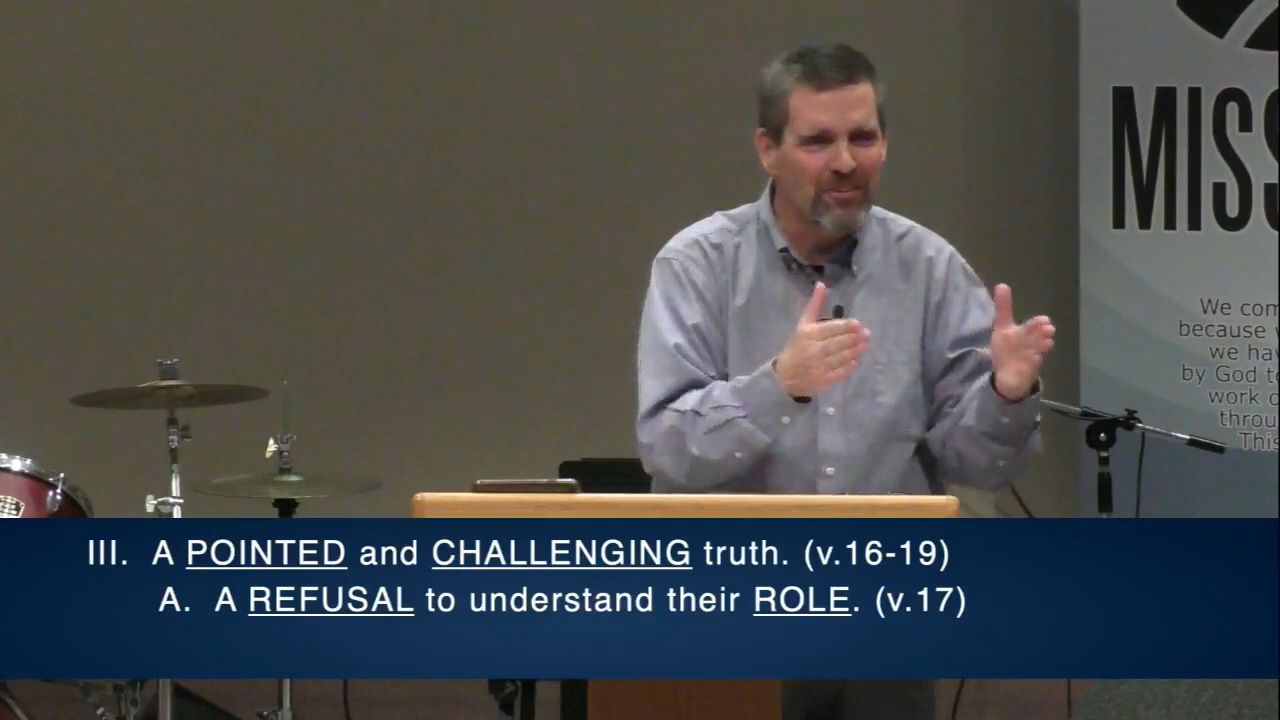 MISS
We com
because
we hav
by God to
work o
throu
This
III. A POINTED and CHALLENGING truth. (v.16-19)
A. A REFUSAL to understand their ROLE. (v.17)